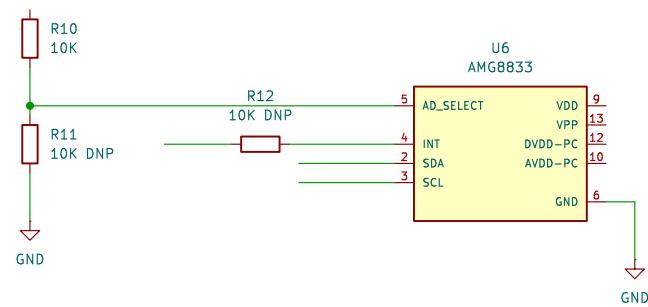 R10
10K
R11
10K DNP
GND
R12
10K DNP
U6
AMG8833
5 AD_SELECT
4 INT
2 SDA
3 SCL
VDD 9
VPP 13
DVDD-PC 12
AVDD-PC 10
GND 6
GND